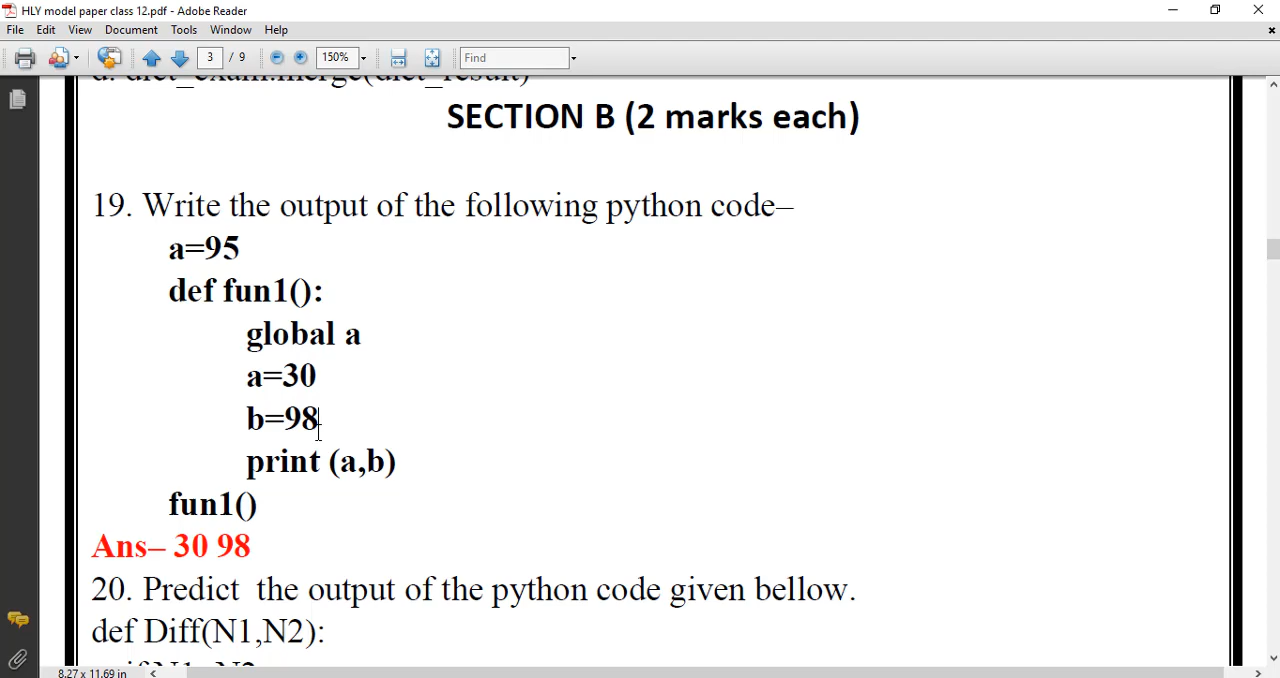 HLY model paper class 12.pdf - Adobe Reader
File Edit View Document Tools Window Help
3 / 9 150% Find
d. dict_exam.merge(dict_result)
SECTION B (2 marks each)
19. Write the output of the following python code–
a=95
def fun1():
global a
a=30
b=98
print (a,b)
fun1()
Ans– 30 98
20. Predict the output of the python code given bellow.
def Diff(N1,N2):
8.27 x 11.69 in